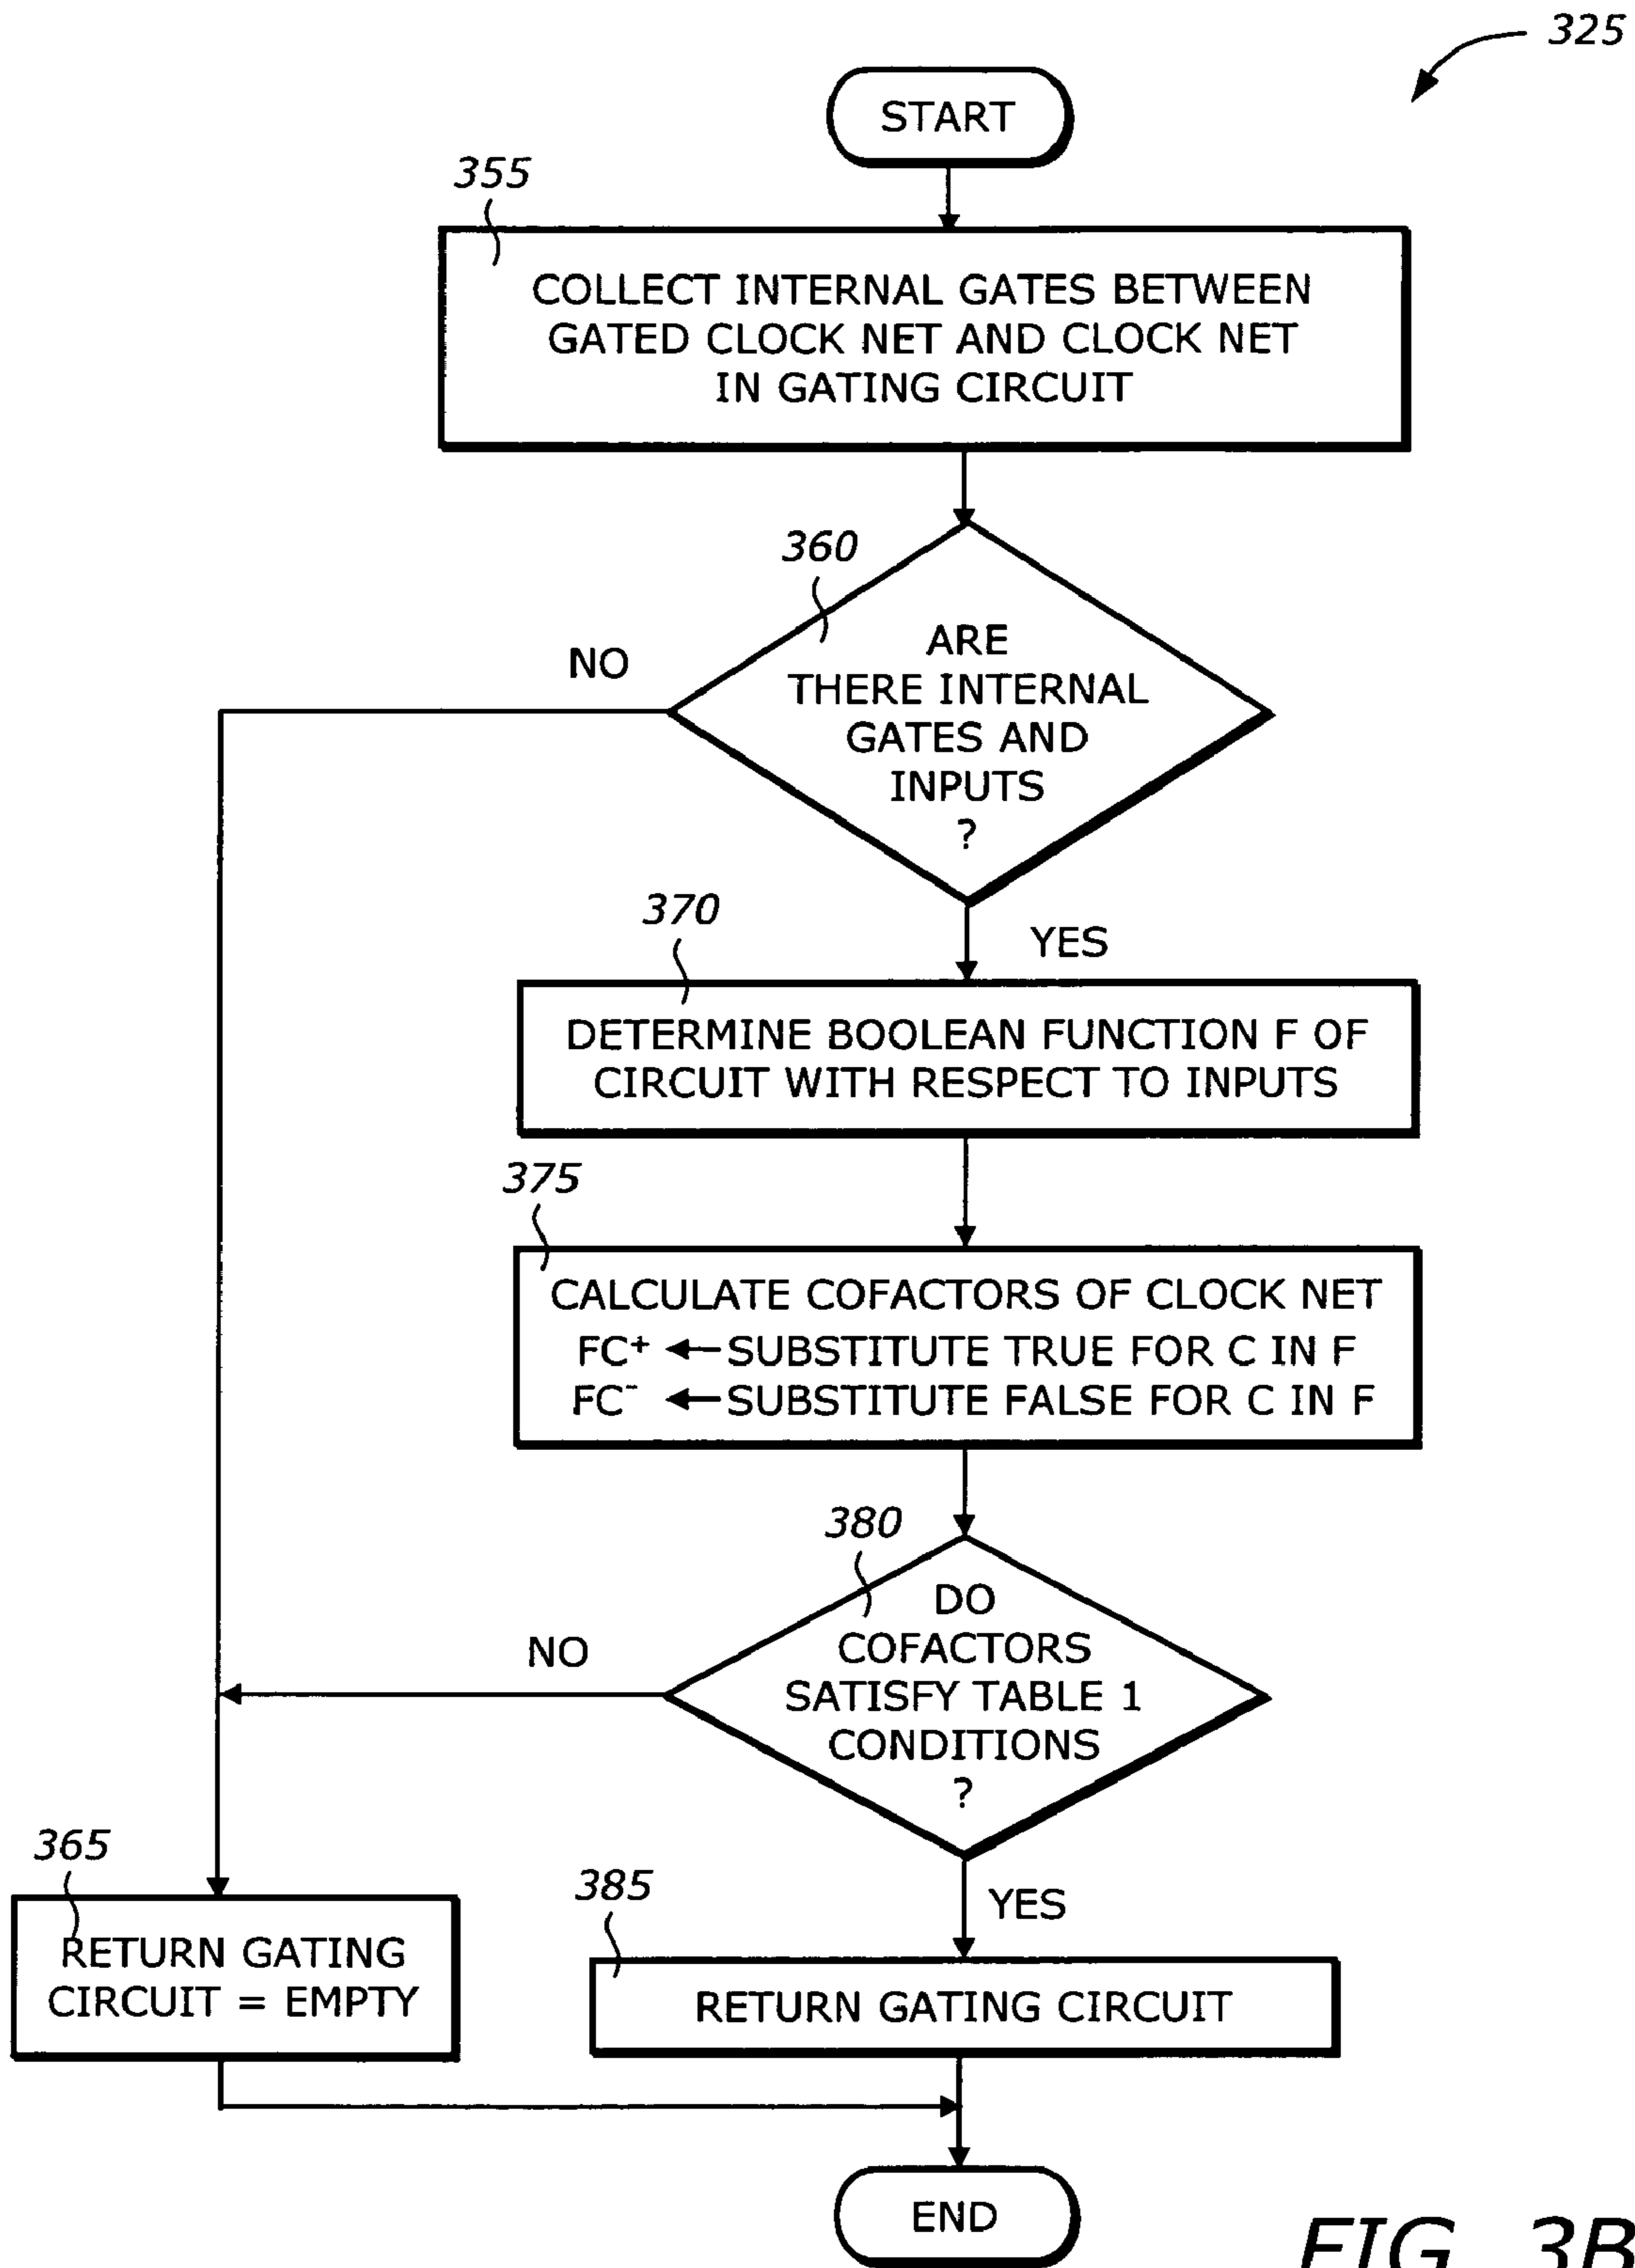 325
START
355
COLLECT INTERNAL GATES BETWEEN
GATED CLOCK NET AND CLOCK NET
IN GATING CIRCUIT
360
ARE
THERE INTERNAL
GATES AND
INPUTS
?
NO
YES
370
DETERMINE BOOLEAN FUNCTION F OF
CIRCUIT WITH RESPECT TO INPUTS
375
CALCULATE COFACTORS OF CLOCK NET
FC⁺ ← SUBSTITUTE TRUE FOR C IN F
FC⁻ ← SUBSTITUTE FALSE FOR C IN F
380
DO
COFACTORS
SATISFY TABLE 1
CONDITIONS
?
NO
YES
365
RETURN GATING
CIRCUIT = EMPTY
385
RETURN GATING CIRCUIT
END
FIG. 3B